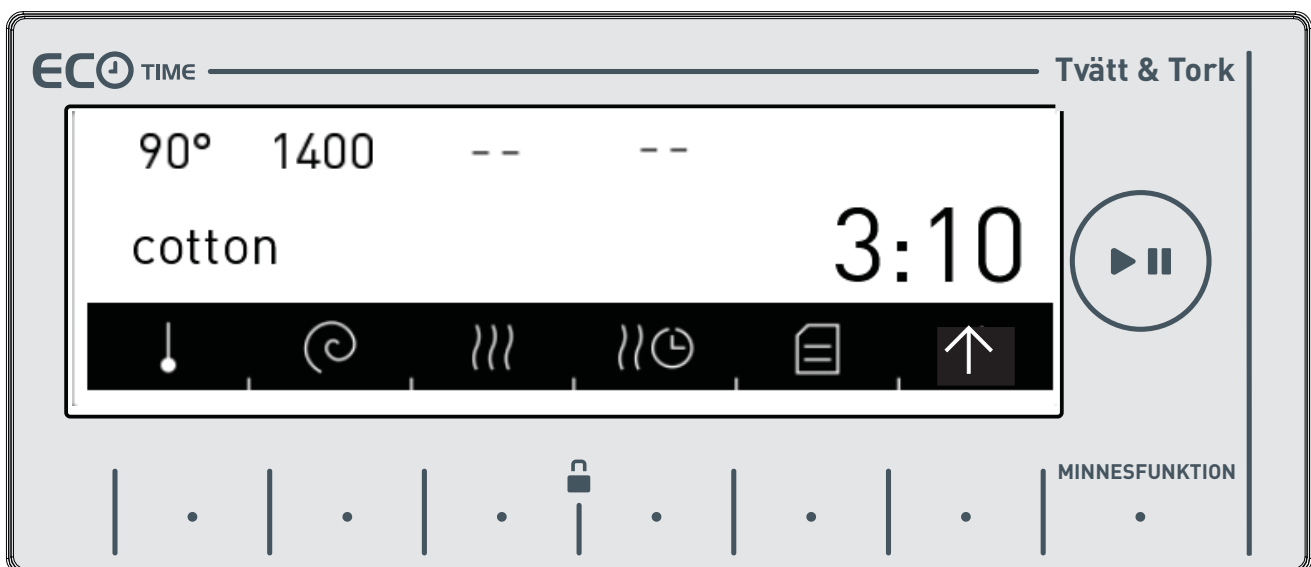 ECO TIME
Tvätt & Tork
90° 1400 -- --
cotton
3:10
MINNESFUNKTION